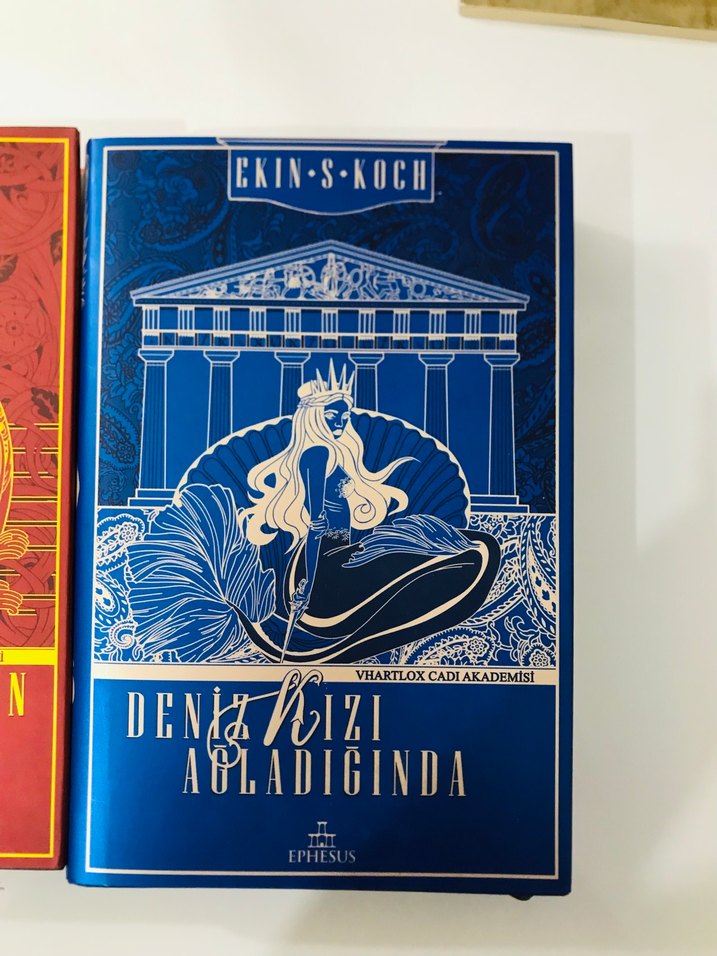 EKIN·S·KOCH
VHARTLOX CADI AKADEMİSİ
DENİZ KIZI
AĞLADIĞINDA
EPHESUS
İ
N